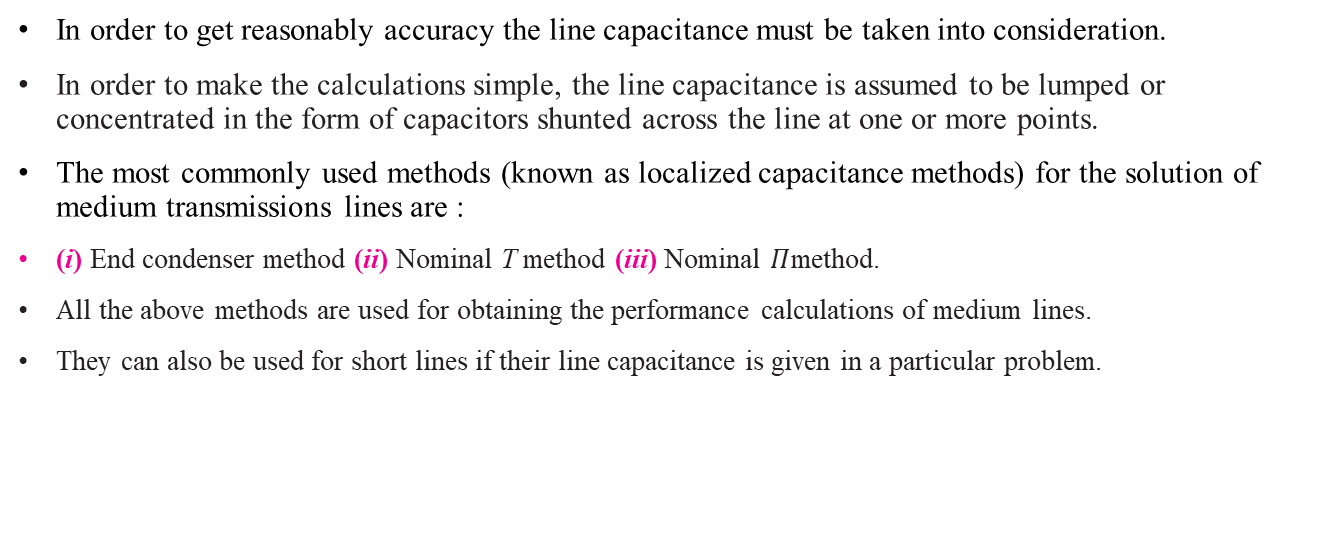 • In order to get reasonably accuracy the line capacitance must be taken into consideration.
• In order to make the calculations simple, the line capacitance is assumed to be lumped or
concentrated in the form of capacitors shunted across the line at one or more points.
• The most commonly used methods (known as localized capacitance methods) for the solution of
medium transmissions lines are :
• (i) End condenser method (ii) Nominal T method (iii) Nominal Π method.
• All the above methods are used for obtaining the performance calculations of medium lines.
• They can also be used for short lines if their line capacitance is given in a particular problem.